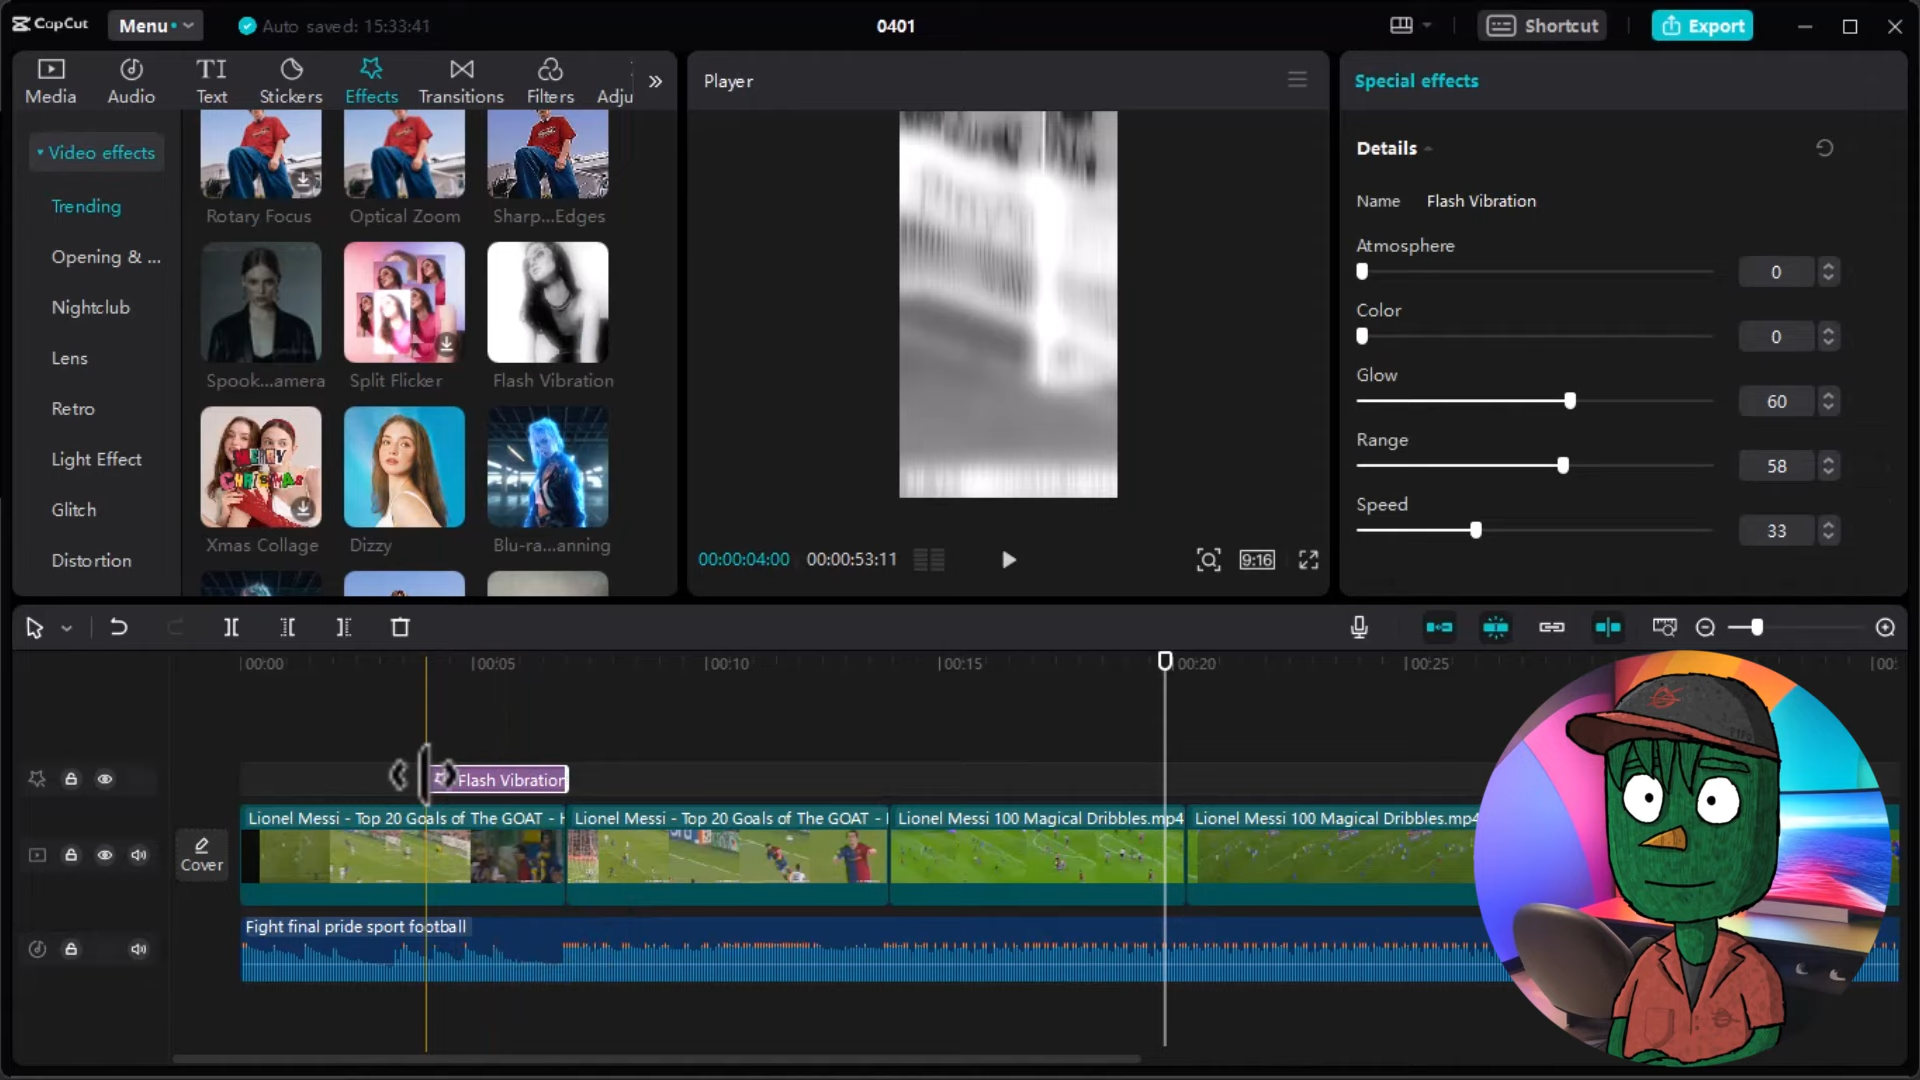 CapCut
Menu
Auto saved: 15:33:41
0401
Shortcut
Export
Media
Audio
TI
Text
Stickers
Effects
Transitions
Filters
Adju
Video effects
Trending
Opening & ...
Nightclub
Lens
Retro
Light Effect
Glitch
Distortion
Rotary Focus
Optical Zoom
Sharp...Edges
Spook...amera
Split Flicker
Flash Vibration
MERRY
CHRISTMAS
Xmas Collage
Dizzy
Blu-ra...anning
Player
00:00:04:00
00:00:53:11
9:16
Special effects
Details
Name
Flash Vibration
Atmosphere
0
Color
0
Glow
60
Range
58
Speed
33
00:00
00:05
00:10
00:15
00:20
00:25
00:
Flash Vibration
Cover
Lionel Messi - Top 20 Goals of The GOAT - H
Lionel Messi - Top 20 Goals of The GOAT - I
Lionel Messi 100 Magical Dribbles.mp4
Lionel Messi 100 Magical Dribbles.mp4
Fight final pride sport football